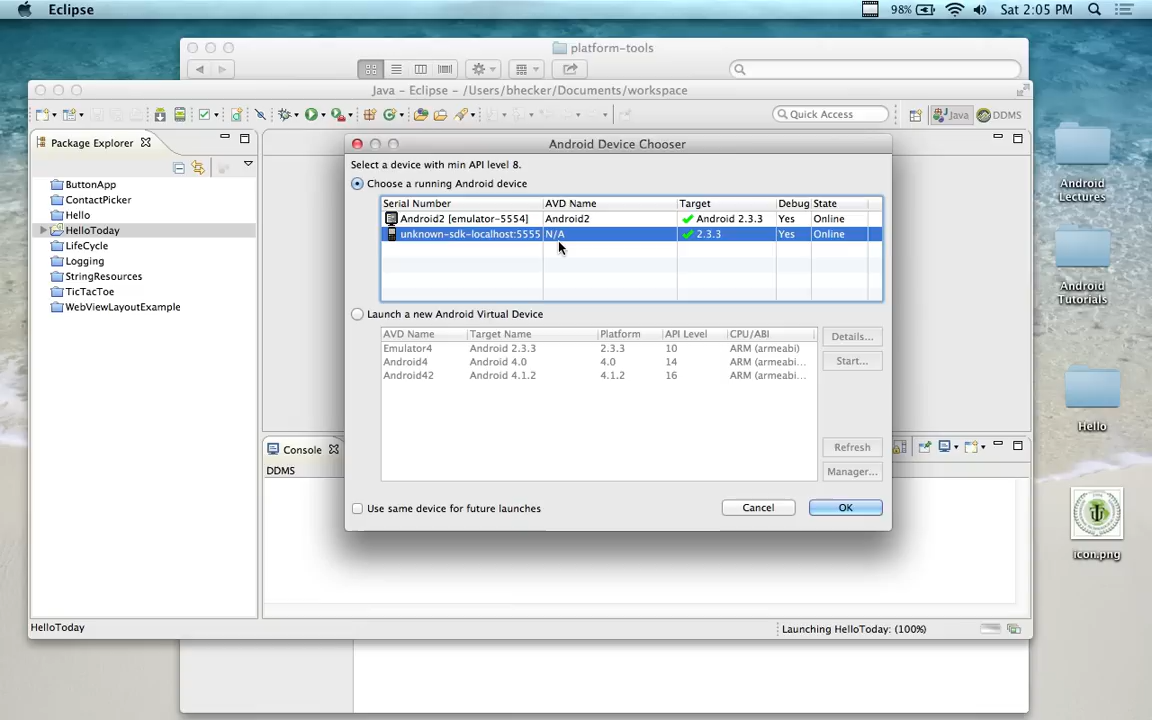 Eclipse 98% Sat 2:05 PM
platform-tools
Java – Eclipse – /Users/bhecker/Documents/workspace
Quick Access Java DDMS
Package Explorer
ButtonApp
ContactPicker
Hello
HelloToday
LifeCycle
Logging
StringResources
TicTacToe
WebViewLayoutExample
Android Device Chooser
Select a device with min API level 8.
Choose a running Android device
Serial Number AVD Name Target Debug State
Android2 [emulator-5554] Android2 Android 2.3.3 Yes Online
unknown-sdk-localhost:5555 N/A 2.3.3 Yes Online
Launch a new Android Virtual Device
AVD Name Target Name Platform API Level CPU/ABI
Emulator4 Android 2.3.3 2.3.3 10 ARM (armeabi)
Android4 Android 4.0 4.0 14 ARM (armeabi...
Android42 Android 4.1.2 4.1.2 16 ARM (armeabi...
Details...
Start...
Refresh
Manager...
Use same device for future launches
Cancel OK
Console
DDMS
HelloToday
Launching HelloToday: (100%)
Android
Lectures
Android
Tutorials
Hello
icon.png